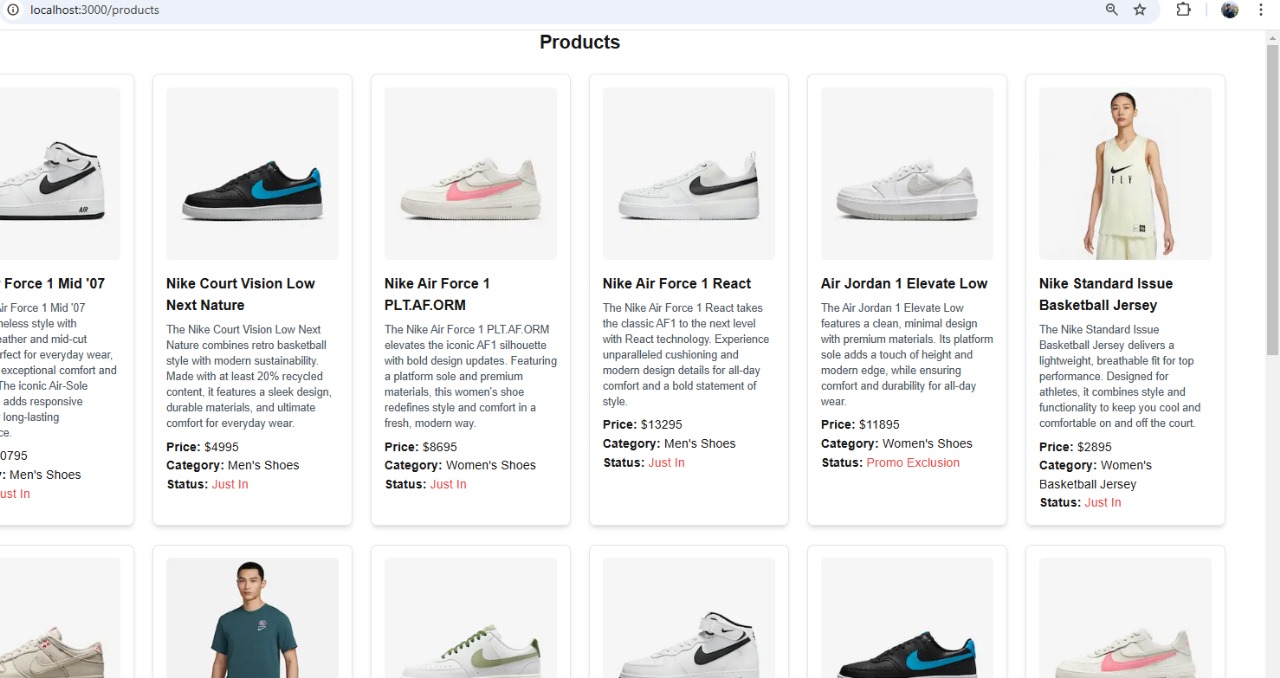 localhost:3000/products
Products
Force 1 Mid '07
Air Force 1 Mid '07
style with
and mid-cut
for everyday wear,
exceptional comfort and
The iconic Air-Sole
adds responsive
long-lasting
Men's Shoes
Nike Court Vision Low
Next Nature
The Nike Court Vision Low Next
Nature combines retro basketball
style with modern sustainability.
Made with at least 20% recycled
content, it features a sleek design,
durable materials, and ultimate
comfort for everyday wear.
Price: $4995
Category: Men's Shoes
Status: Just In
Nike Air Force 1
PLT.AF.ORM
The Nike Air Force 1 PLT.AF.ORM
elevates the iconic AF1 silhouette
with bold design updates. Featuring
a platform sole and premium
materials, this women's shoe
redefines style and comfort in a
fresh, modern way.
Price: $8695
Category: Women's Shoes
Status: Just In
Nike Air Force 1 React
The Nike Air Force 1 React takes
the classic AF1 to the next level
with React technology. Experience
unparalleled cushioning and
modern design details for all-day
comfort and a bold statement of
style.
Price: $13295
Category: Men's Shoes
Status: Just In
Air Jordan 1 Elevate Low
The Air Jordan 1 Elevate Low
features a clean, minimal design
with premium materials. Its platform
sole adds a touch of height and
modern edge, while ensuring
comfort and durability for all-day
wear.
Price: $11895
Category: Women's Shoes
Status: Promo Exclusion
FLY
Nike Standard Issue
Basketball Jersey
The Nike Standard Issue
Basketball Jersey delivers a
lightweight, breathable fit for top
performance. Designed for
athletes, it combines style and
functionality to keep you cool and
comfortable on and off the court.
Price: $2895
Category: Women's
Basketball Jersey
Status: Just In